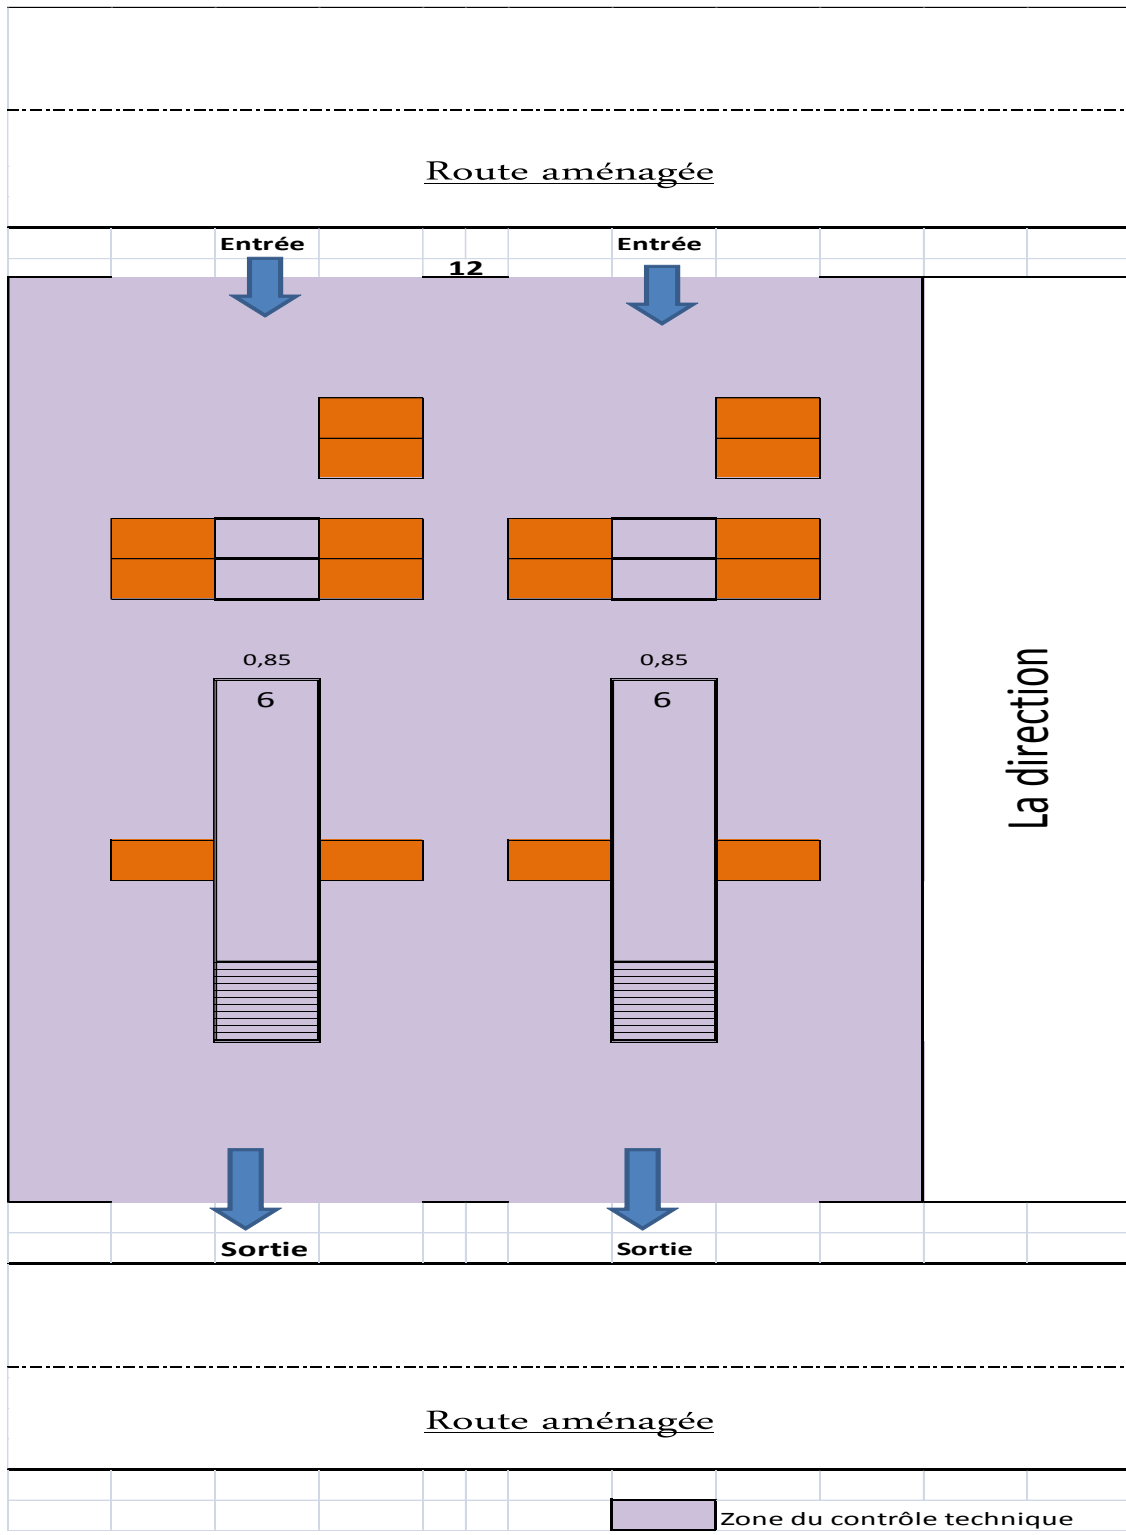 Route aménagée
Entrée
Entrée
12
0,85
0,85
6
6
La direction
Sortie
Sortie
Route aménagée
Zone du contrôle technique